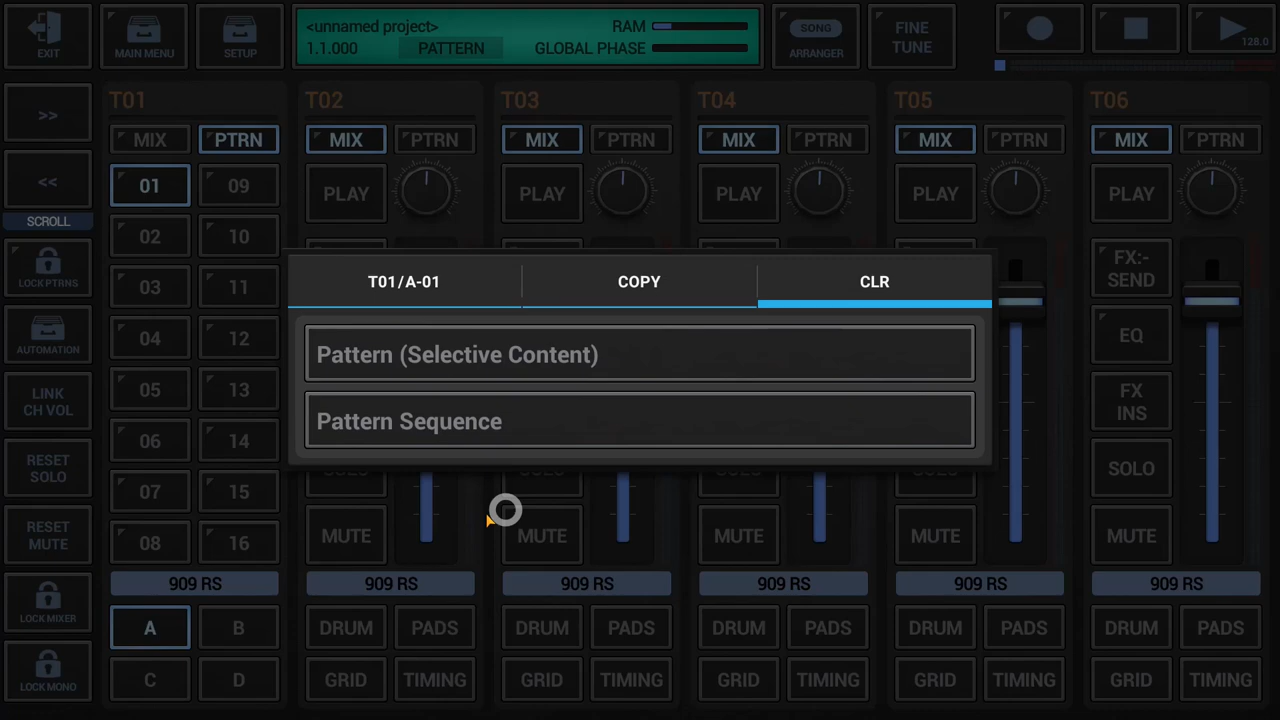 EXIT
MAIN MENU
SETUP
<unnamed project>
RAM
1.1.000
PATTERN
GLOBAL PHASE
SONG
ARRANGER
FINE
TUNE
128.0
>>
<<
SCROLL
LOCK PTRNS
AUTOMATION
LINK
CH VOL
RESET
SOLO
RESET
MUTE
LOCK MIXER
LOCK MONO
T01
T02
T03
T04
T05
T06
MIX PTRN
MIX PTRN
MIX PTRN
MIX PTRN
MIX PTRN
MIX PTRN
01 09
02 10
03 11
04 12
05 13
06 14
07 15
08 16
PLAY
PLAY
PLAY
PLAY
PLAY
T01/A-01
COPY
CLR
Pattern (Selective Content)
Pattern Sequence
FX:-
SEND
EQ
FX
INS
SOLO
SOLO
SOLO
SOLO
SOLO
MUTE
MUTE
MUTE
MUTE
MUTE
909 RS
909 RS
909 RS
909 RS
909 RS
909 RS
A B
C D
DRUM PADS
DRUM PADS
DRUM PADS
DRUM PADS
DRUM PADS
GRID TIMING
GRID TIMING
GRID TIMING
GRID TIMING
GRID TIMING